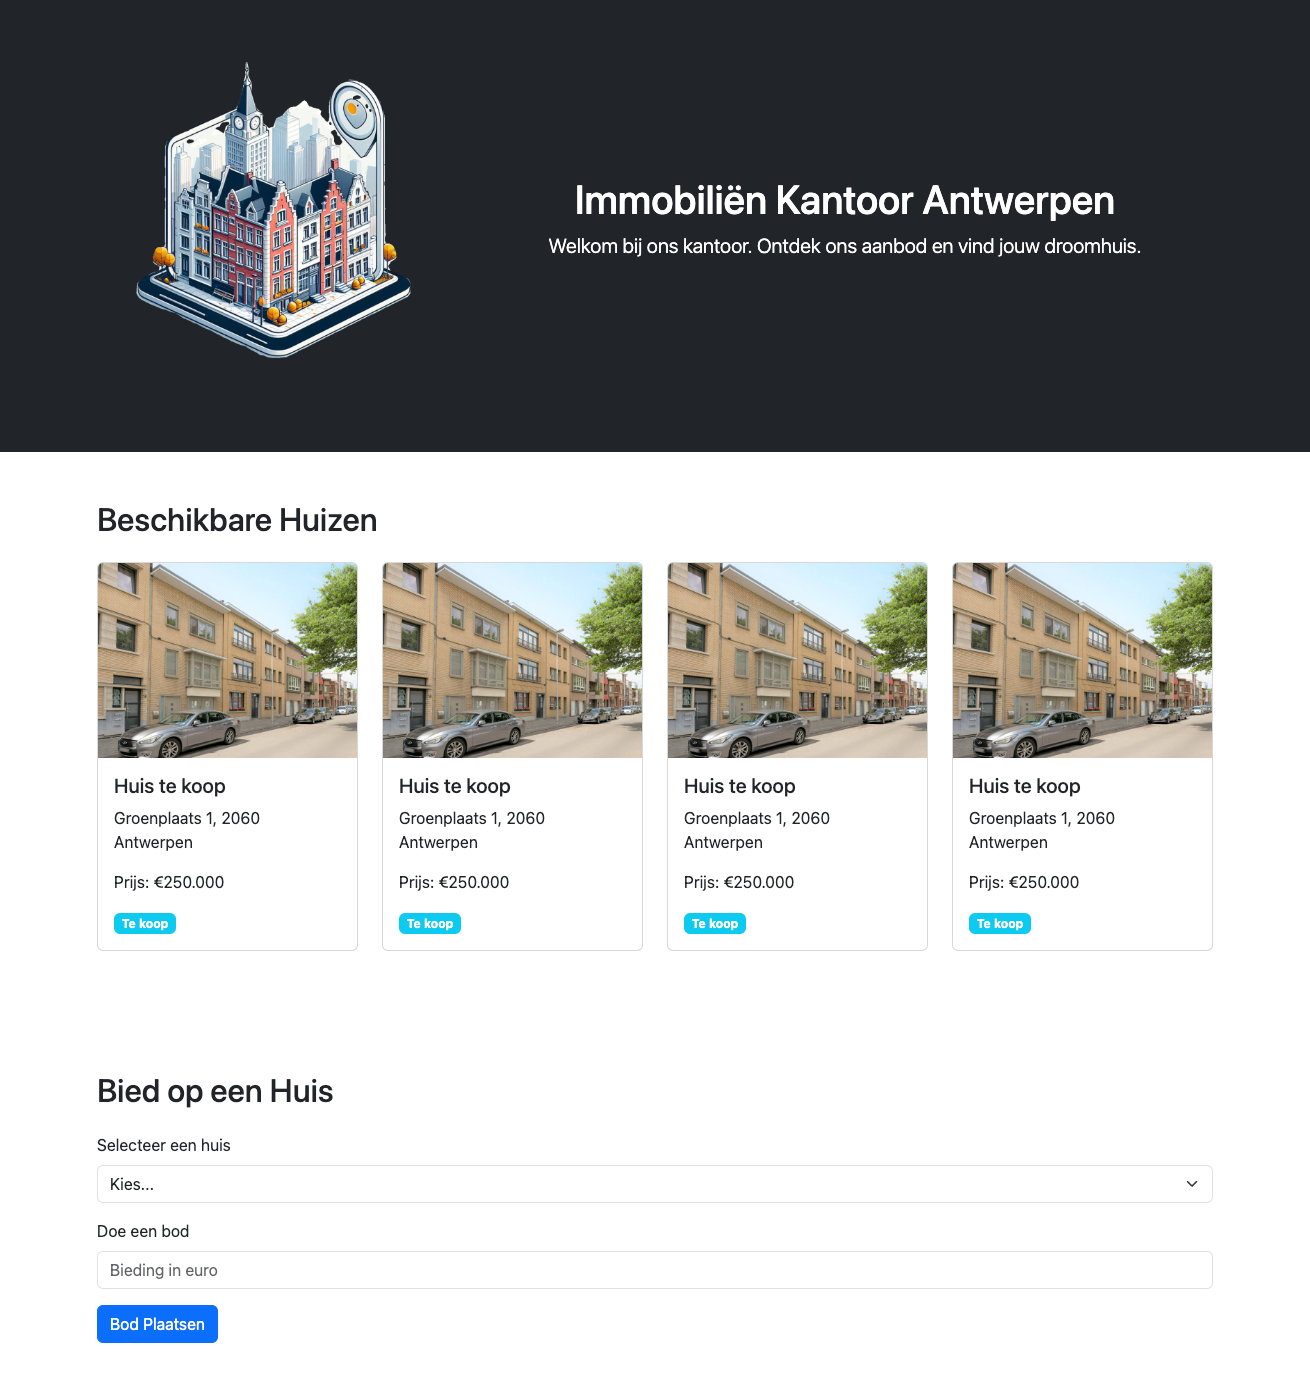 Immobiliën Kantoor Antwerpen
Welkom bij ons kantoor. Ontdek ons aanbod en vind jouw droomhuis.
Beschikbare Huizen
Huis te koop
Groenplaats 1, 2060
Antwerpen
Prijs: €250.000
Te koop
Huis te koop
Groenplaats 1, 2060
Antwerpen
Prijs: €250.000
Te koop
Huis te koop
Groenplaats 1, 2060
Antwerpen
Prijs: €250.000
Te koop
Huis te koop
Groenplaats 1, 2060
Antwerpen
Prijs: €250.000
Te koop
Bied op een Huis
Selecteer een huis
Kies...
Doe een bod
Bieding in euro
Bod Plaatsen